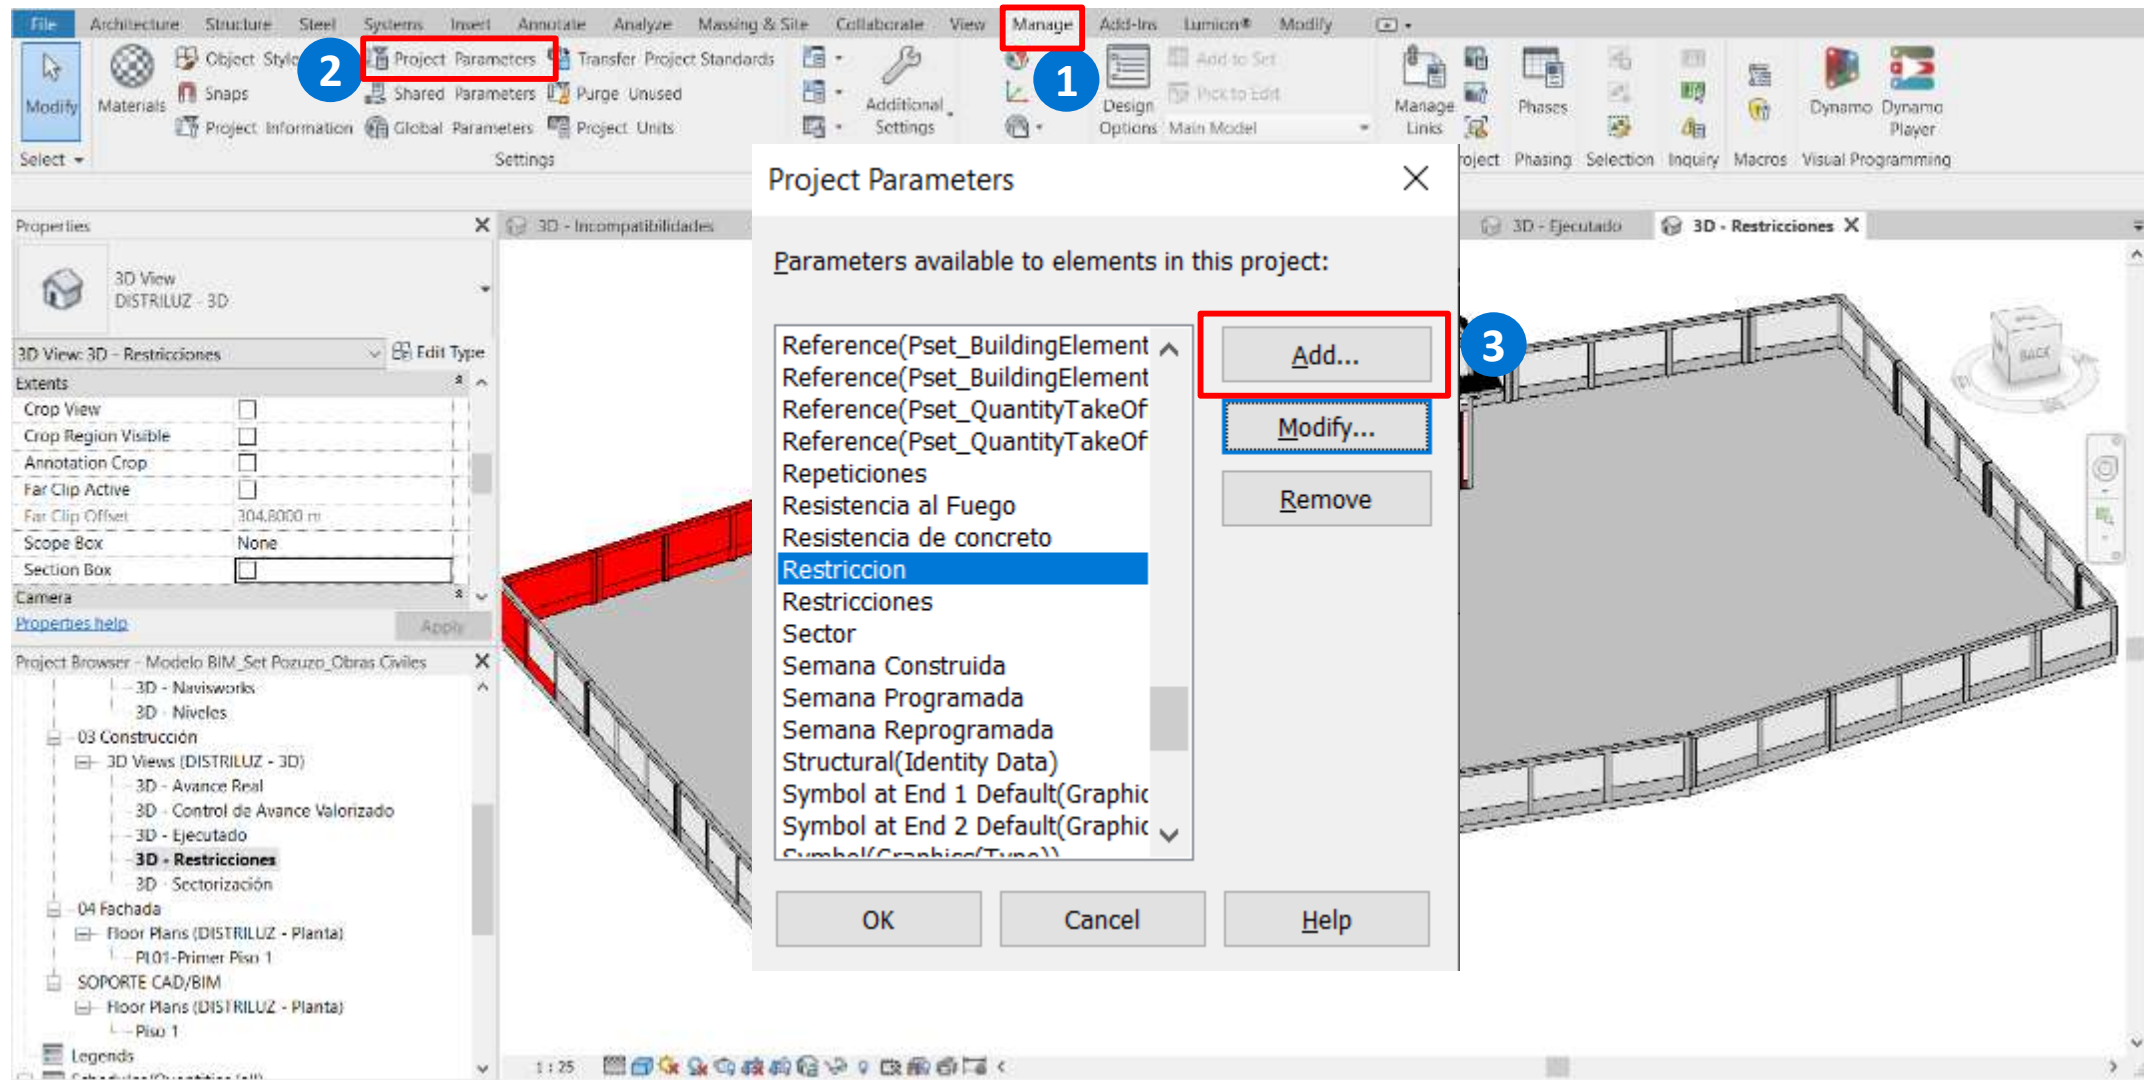 File Architecture Structure Steel Systems Insert Annotate Analyze Massing & Site Collaborate View Manage Add-Ins Lumion® Modify
2
1
Modify
Materials
Object Style
Snaps
Project Information
Project Parameters
Shared Parameters
Global Parameters
Transfer Project Standards
Purge Unused
Project Units
Additional
Settings
Design
Options
Add to Set
Pick to Edit
Main Model
Manage
Links
Phases
Dynamo
Dynamo
Player
Select
Settings
roject Phasing Selection Inquiry Macros Visual Programming
Properties
3D View
DISTRILUZ - 3D
3D View: 3D - Restricciones
Edit Type
Extents
Crop View
Crop Region Visible
Annotation Crop
Far Clip Active
Far Clip Offset 304.8000 m
Scope Box None
Section Box
Camera
Properties help
Apply
Project Browser - Modelo BIM_Set Pozuzo_Obras Civiles
3D - Navisworks
3D - Niveles
03 Construcción
3D Views (DISTRILUZ - 3D)
3D - Avance Real
3D - Control de Avance Valorizado
3D - Ejecutado
3D - Restricciones
3D - Sectorización
04 Fachada
Floor Plans (DISTRILUZ - Planta)
PL01-Primer Piso 1
SOPORTE CAD/BIM
Floor Plans (DISTRILUZ - Planta)
Piso 1
Legends
3D - Incompatibilidades
3D - Ejecutado
3D - Restricciones
Project Parameters
Parameters available to elements in this project:
Reference(Pset_BuildingElement
Reference(Pset_BuildingElement
Reference(Pset_QuantityTakeOf
Reference(Pset_QuantityTakeOf
Repeticiones
Resistencia al Fuego
Resistencia de concreto
Restriccion
Restricciones
Sector
Semana Construida
Semana Programada
Semana Reprogramada
Structural(Identity Data)
Symbol at End 1 Default(Graphic
Symbol at End 2 Default(Graphic
Symbol(Graphics(Type))
Add...
3
Modify...
Remove
OK
Cancel
Help
BACK
1 : 25